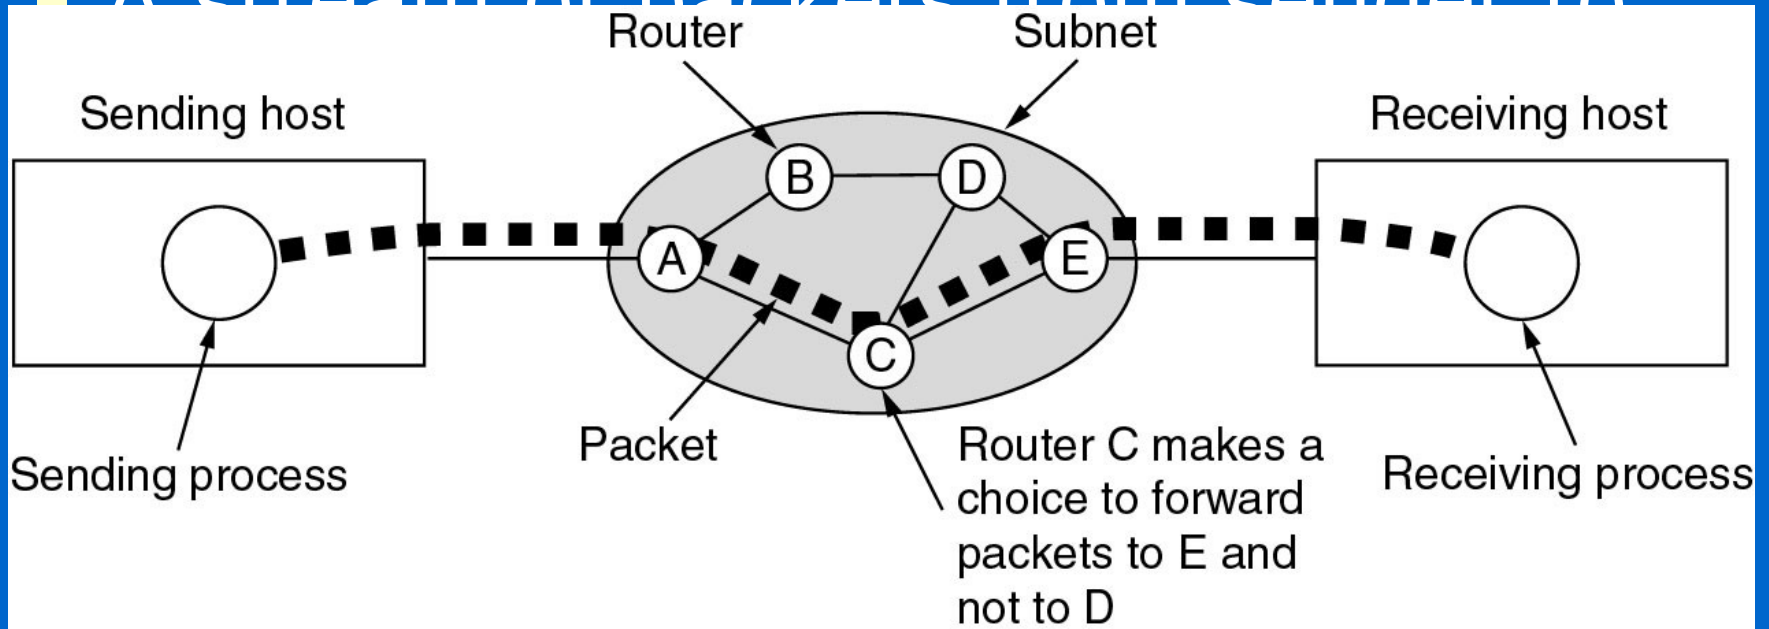 Router
Subnet
Sending host
Receiving host
B
D
A
E
C
Packet
Sending process
Router C makes a
choice to forward
packets to E and
not to D
Receiving process